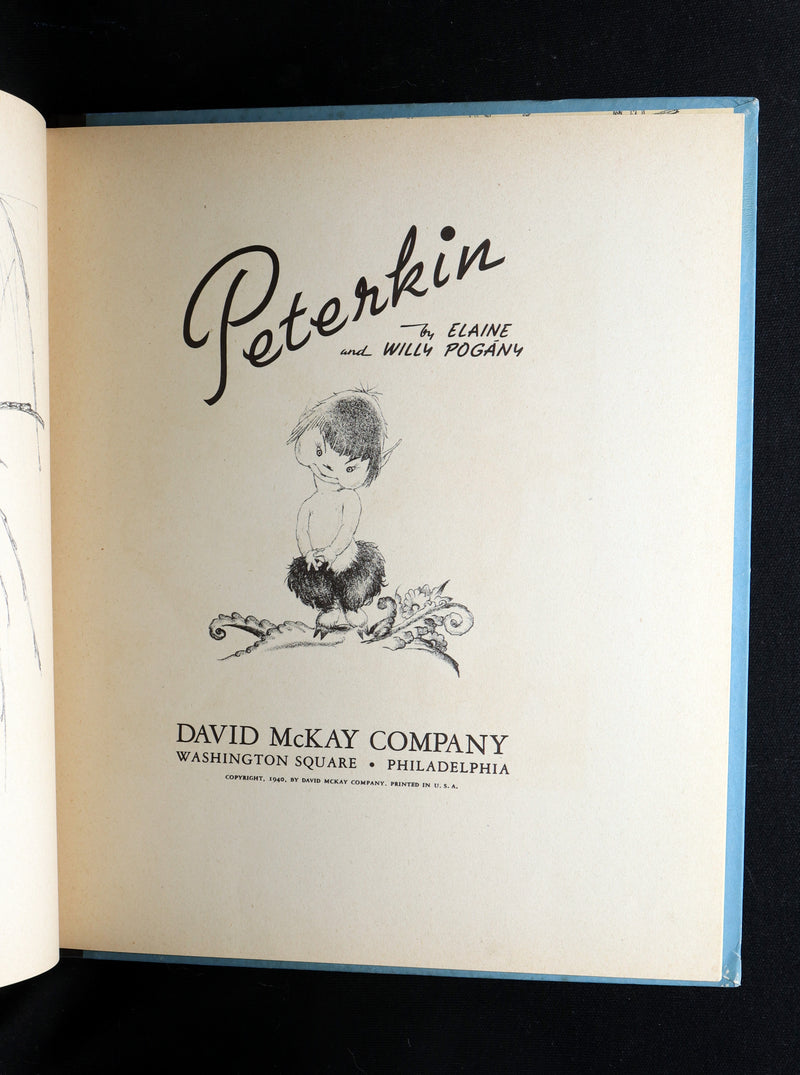 Peterkin
by ELAINE
and WILLY POGÁNY
DAVID McKAY COMPANY
WASHINGTON SQUARE • PHILADELPHIA
COPYRIGHT, 1940, BY DAVID MCKAY COMPANY. PRINTED IN U. S. A.